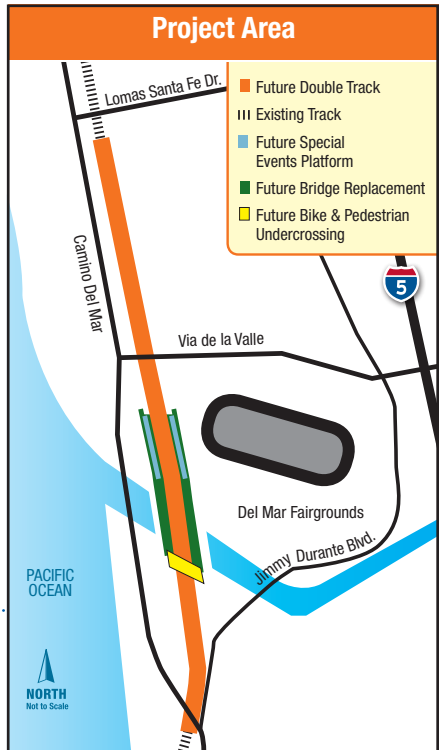 Project Area
Lomas Santa Fe Dr.
Future Double Track
Existing Track
Future Special
Events Platform
Future Bridge Replacement
Future Bike & Pedestrian
Undercrossing
Camino Del Mar
5
Via de la Valle
Del Mar Fairgrounds
Jimmy Durante Blvd.
PACIFIC
OCEAN
NORTH
Not to Scale